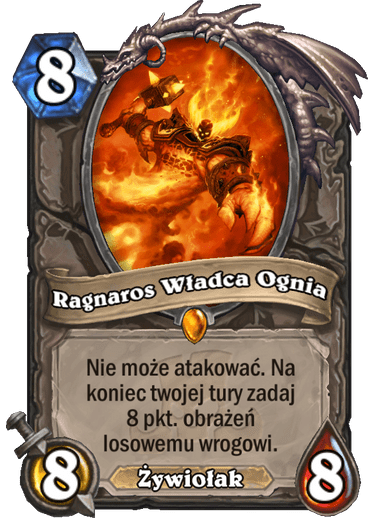 8
Ragnaros Władca Ognia
Nie może atakować. Na
koniec twojej tury zadaj
8 pkt. obrażeń
losowemu wrogowi.
8
Żywiołak
8